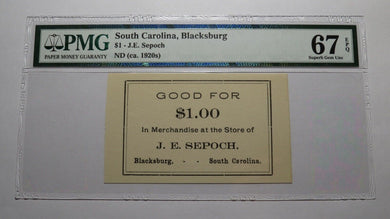 PMG
PAPER MONEY GUARANTY
South Carolina, Blacksburg
$1 - J.E. Sepoch
ND (ca. 1920s)
67 EPQ
Superb Gem Unc
GOOD FOR
$1.00
In Merchandise at the Store of
J. E. SEPOCH,
Blacksburg, - - South Carolina.